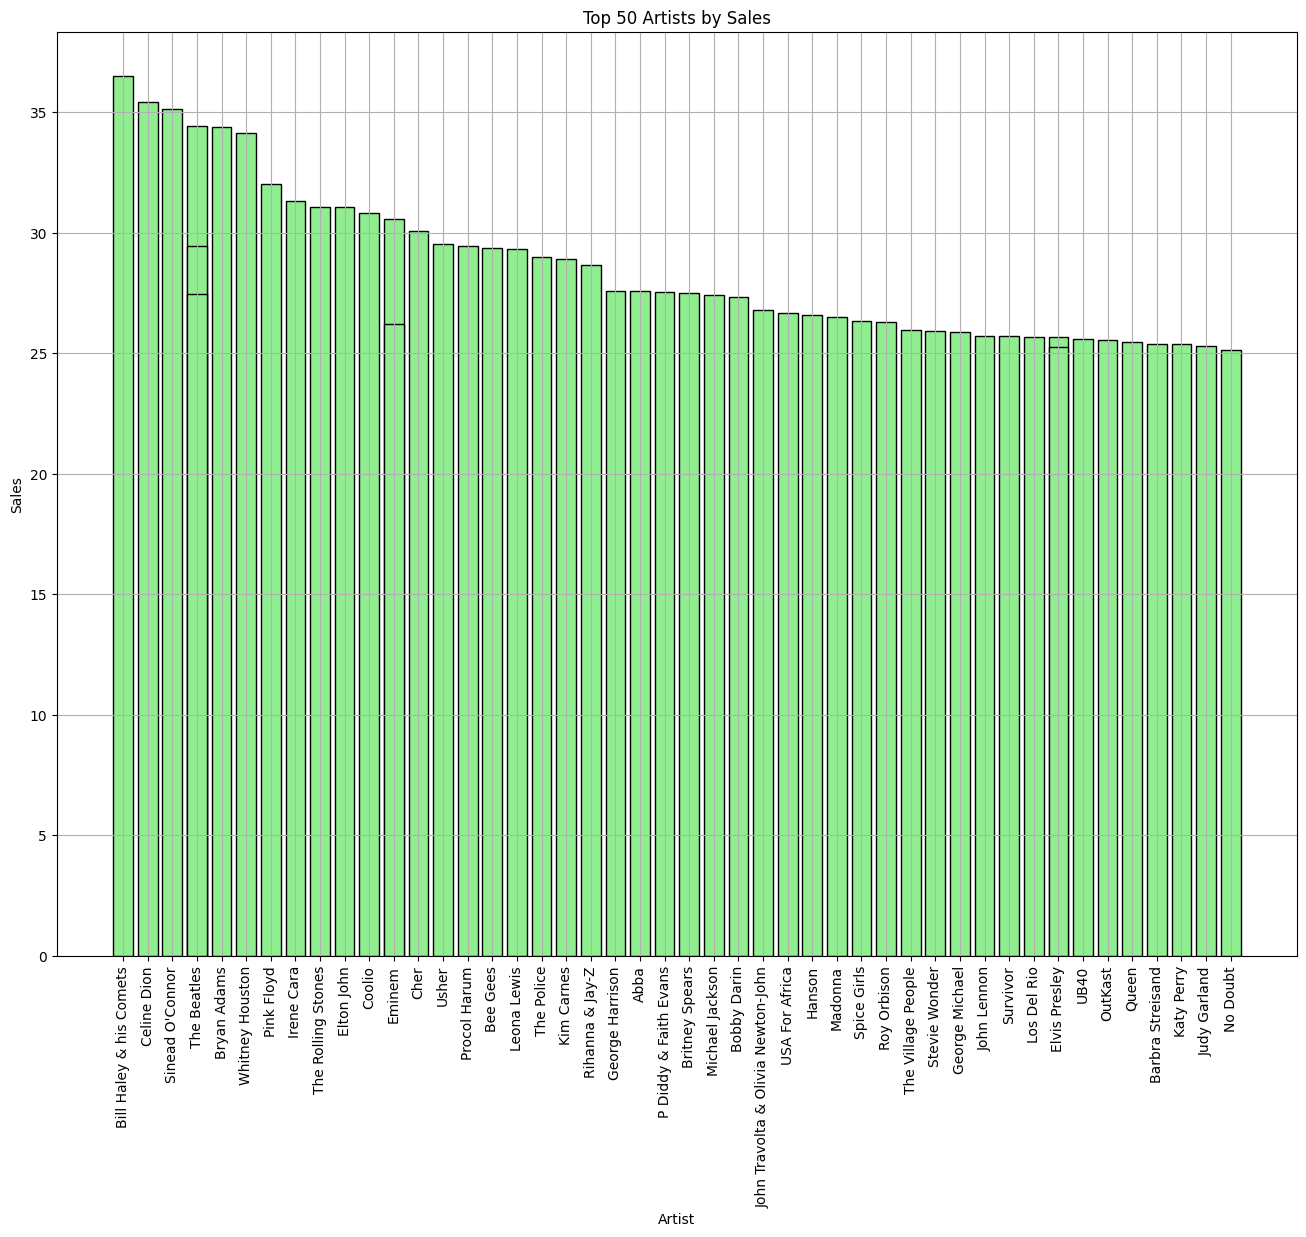 Top 50 Artists by Sales
Sales
35
30
25
20
15
10
5
0
Bill Haley & his Comets
Celine Dion
Sinead O'Connor
The Beatles
Bryan Adams
Whitney Houston
Pink Floyd
Irene Cara
The Rolling Stones
Elton John
Coolio
Eminem
Cher
Usher
Procol Harum
Bee Gees
Leona Lewis
The Police
Kim Carnes
Rihanna & Jay-Z
George Harrison
Abba
P Diddy & Faith Evans
Britney Spears
Michael Jackson
Bobby Darin
John Travolta & Olivia Newton-John
USA For Africa
Hanson
Madonna
Spice Girls
Roy Orbison
The Village People
Stevie Wonder
George Michael
John Lennon
Survivor
Los Del Rio
Elvis Presley
UB40
OutKast
Queen
Barbra Streisand
Katy Perry
Judy Garland
No Doubt
Artist